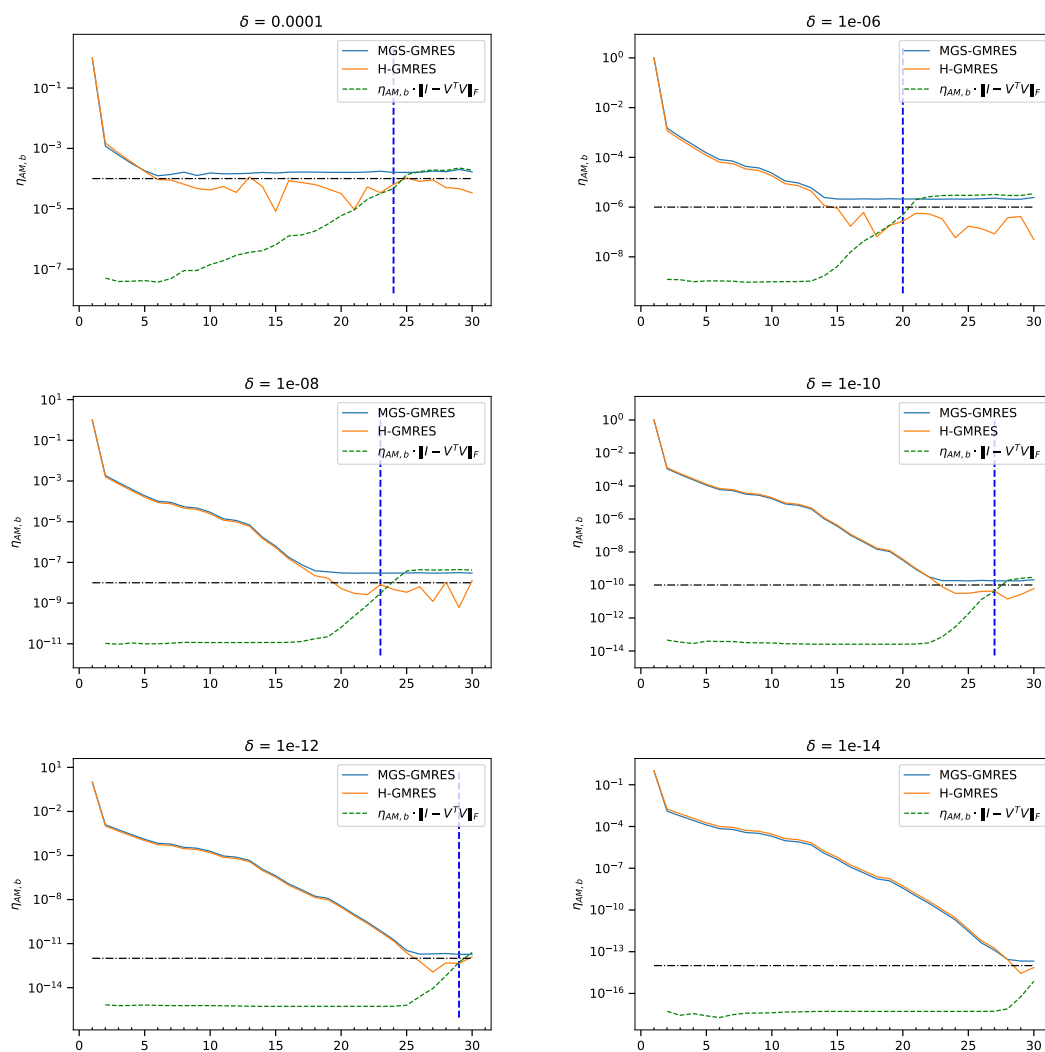 δ = 0.0001
MGS-GMRES
H-GMRES
η_{AM,b} · ‖I − V^T V‖_F
η_{AM,b}
10^{-1}
10^{-3}
10^{-5}
10^{-7}
0 5 10 15 20 25 30
δ = 1e-06
MGS-GMRES
H-GMRES
η_{AM,b} · ‖I − V^T V‖_F
η_{AM,b}
10^0
10^{-2}
10^{-4}
10^{-6}
10^{-8}
0 5 10 15 20 25 30
δ = 1e-08
MGS-GMRES
H-GMRES
η_{AM,b} · ‖I − V^T V‖_F
η_{AM,b}
10^1
10^{-1}
10^{-3}
10^{-5}
10^{-7}
10^{-9}
10^{-11}
0 5 10 15 20 25 30
δ = 1e-10
MGS-GMRES
H-GMRES
η_{AM,b} · ‖I − V^T V‖_F
η_{AM,b}
10^0
10^{-2}
10^{-4}
10^{-6}
10^{-8}
10^{-10}
10^{-12}
10^{-14}
0 5 10 15 20 25 30
δ = 1e-12
MGS-GMRES
H-GMRES
η_{AM,b} · ‖I − V^T V‖_F
η_{AM,b}
10^1
10^{-2}
10^{-5}
10^{-8}
10^{-11}
10^{-14}
0 5 10 15 20 25 30
δ = 1e-14
MGS-GMRES
H-GMRES
η_{AM,b} · ‖I − V^T V‖_F
η_{AM,b}
10^{-1}
10^{-4}
10^{-7}
10^{-10}
10^{-13}
10^{-16}
0 5 10 15 20 25 30